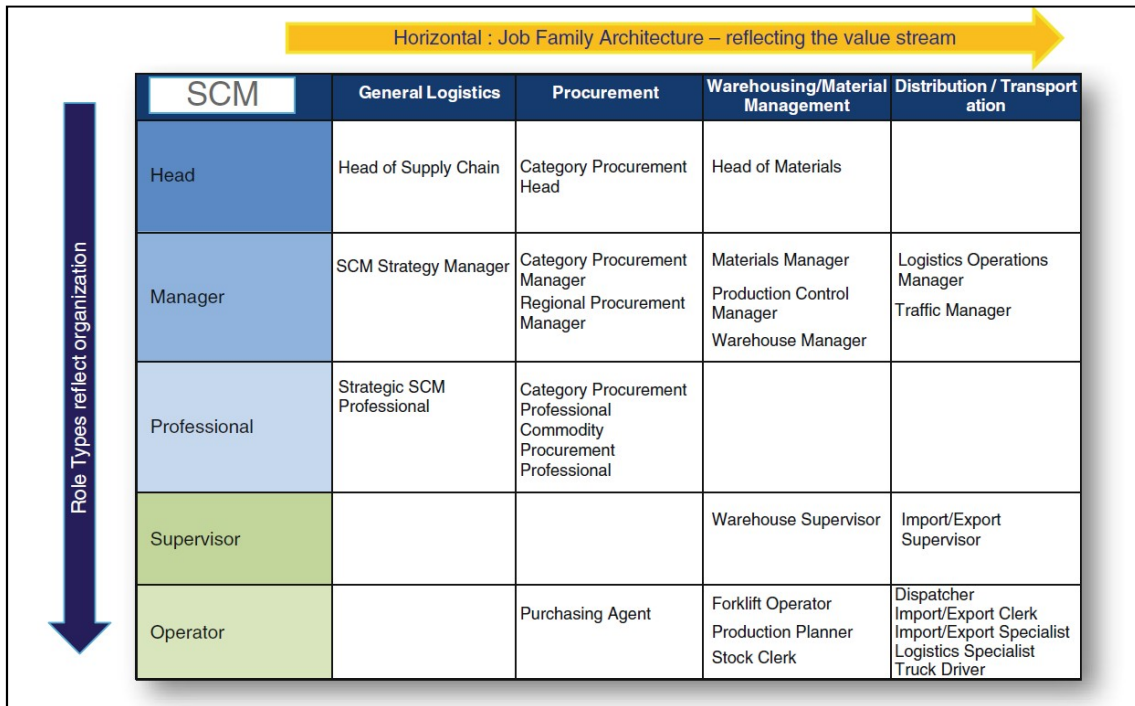 Horizontal : Job Family Architecture – reflecting the value stream
Role Types reflect organization
SCM
General Logistics
Procurement
Warehousing/Material
Management
Distribution / Transport
ation
Head
Head of Supply Chain
Category Procurement
Head
Head of Materials
Manager
SCM Strategy Manager
Category Procurement
Manager
Regional Procurement
Manager
Materials Manager
Production Control
Manager
Warehouse Manager
Logistics Operations
Manager
Traffic Manager
Professional
Strategic SCM
Professional
Category Procurement
Professional
Commodity
Procurement
Professional
Supervisor
Warehouse Supervisor
Import/Export
Supervisor
Operator
Purchasing Agent
Forklift Operator
Production Planner
Stock Clerk
Dispatcher
Import/Export Clerk
Import/Export Specialist
Logistics Specialist
Truck Driver